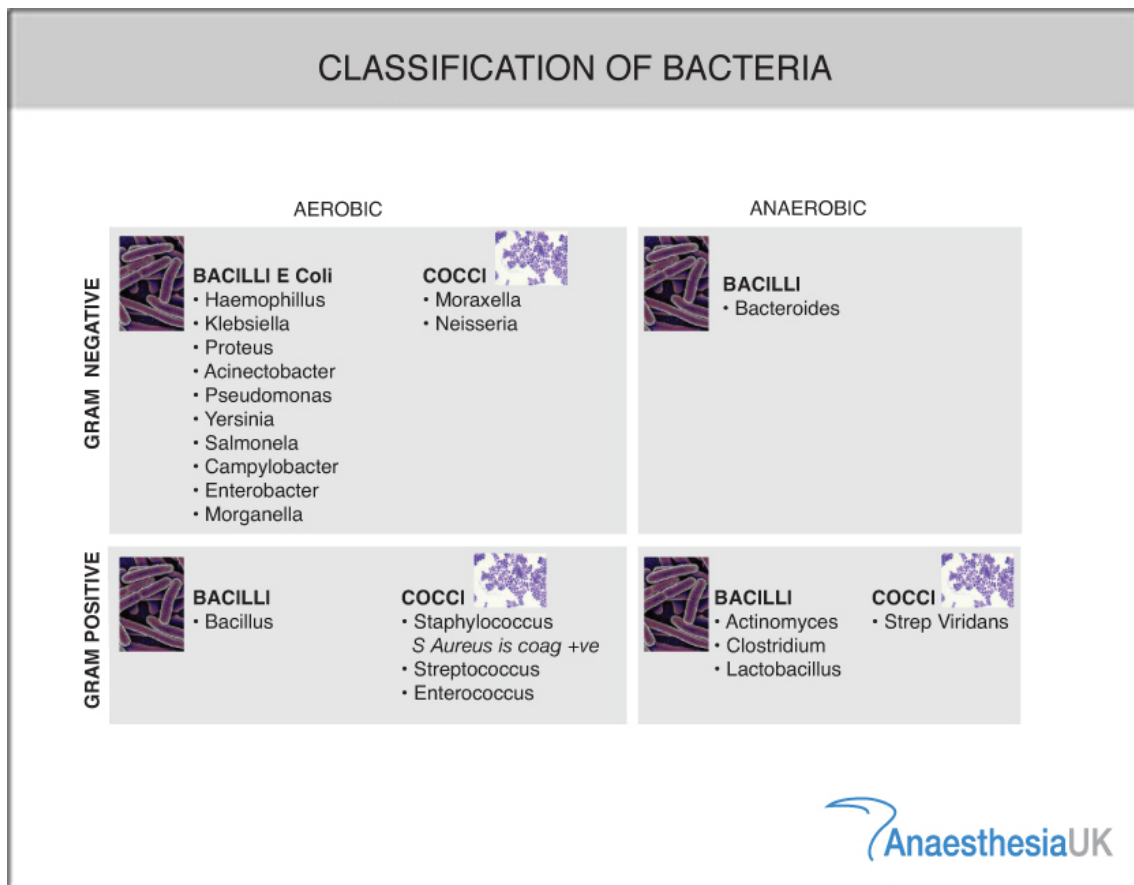 CLASSIFICATION OF BACTERIA
AEROBIC
ANAEROBIC
GRAM NEGATIVE
BACILLI E Coli
• Haemophillus
• Klebsiella
• Proteus
• Acinectobacter
• Pseudomonas
• Yersinia
• Salmonela
• Campylobacter
• Enterobacter
• Morganella
COCCI
• Moraxella
• Neisseria
BACILLI
• Bacteroides
GRAM POSITIVE
BACILLI
• Bacillus
COCCI
• Staphylococcus
S Aureus is coag +ve
• Streptococcus
• Enterococcus
BACILLI
• Actinomyces
• Clostridium
• Lactobacillus
COCCI
• Strep Viridans
AnaesthesiaUK